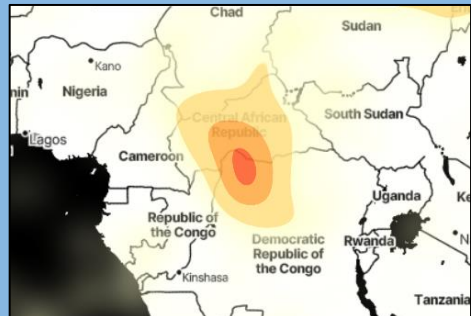 Chad
Sudan
Kano
nin
Nigeria
Central African
Republic
South Sudan
Lagos
Cameroon
Uganda
Ke
Republic of
the Congo
Democratic
Republic of
the Congo
Rwanda
N
Kinshasa
Tanzania